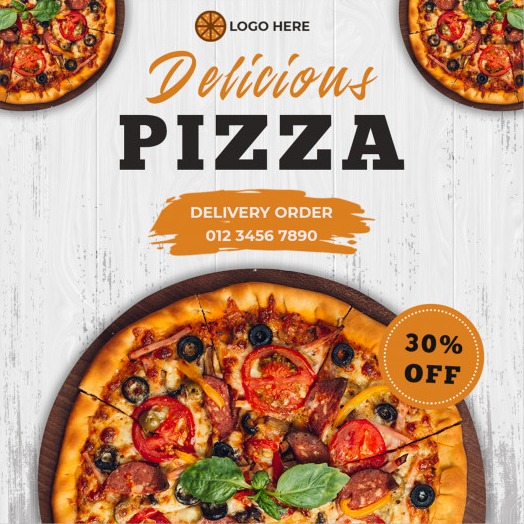 LOGO HERE
Delicious
PIZZA
DELIVERY ORDER
012 3456 7890
30%
OFF